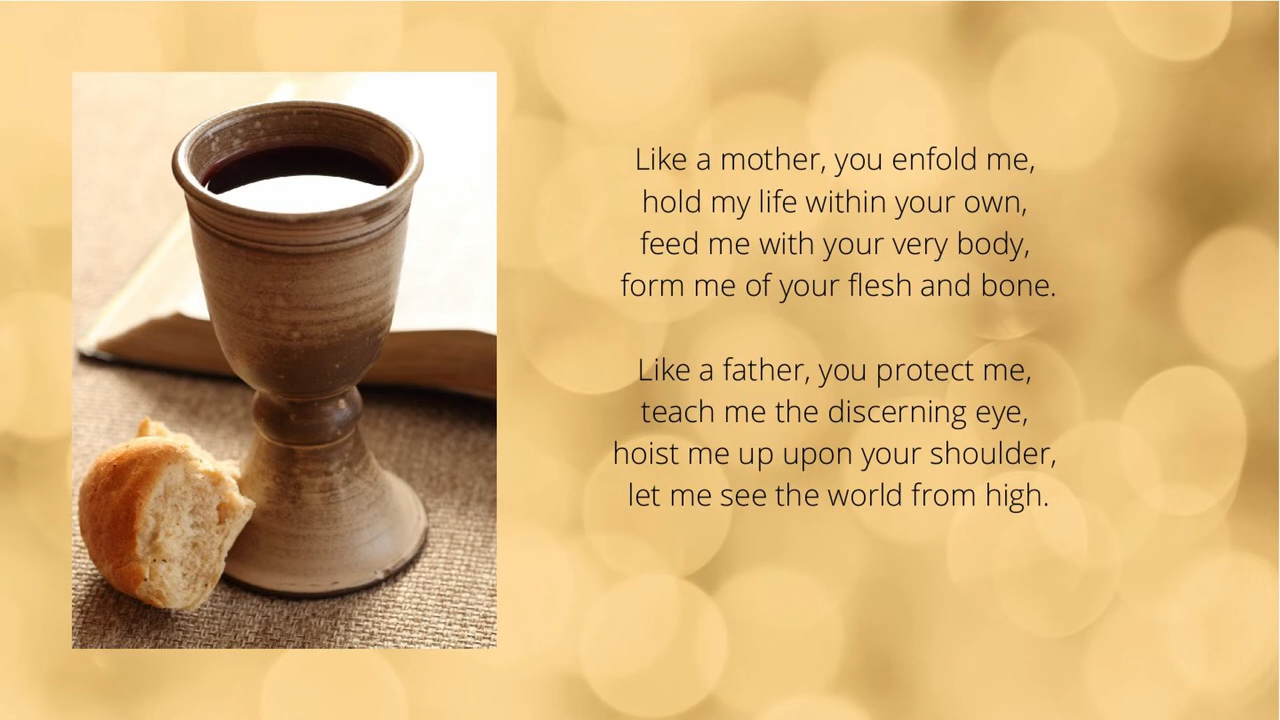 Like a mother, you enfold me,
hold my life within your own,
feed me with your very body,
form me of your flesh and bone.
Like a father, you protect me,
teach me the discerning eye,
hoist me up upon your shoulder,
let me see the world from high.